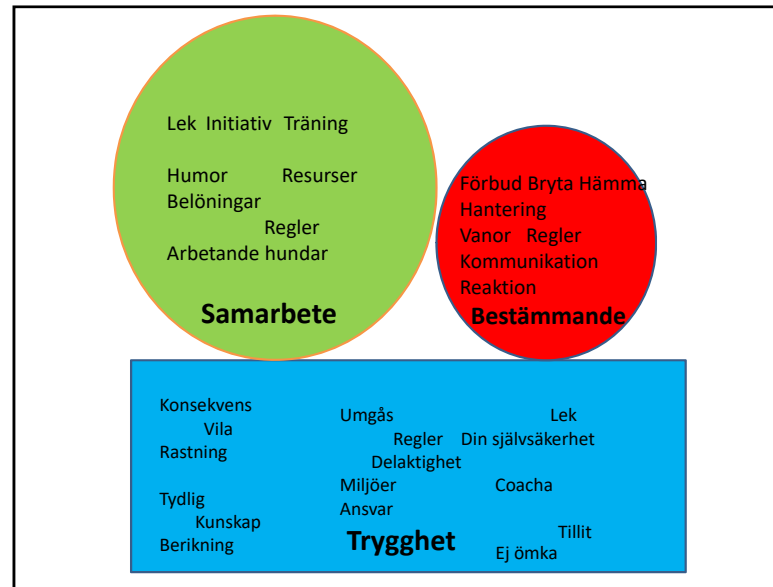 Lek Initiativ Träning
Humor Resurser
Belöningar
Regler
Arbetande hundar
Samarbete
Förbud Bryta Hämma
Hantering
Vanor Regler
Kommunikation
Reaktion
Bestämmande
Konsekvens
Vila
Rastning
Tydlig
Kunskap
Berikning
Umgås
Regler
Delaktighet
Miljöer
Ansvar
Lek
Din självsäkerhet
Coacha
Tillit
Ej ömka
Trygghet